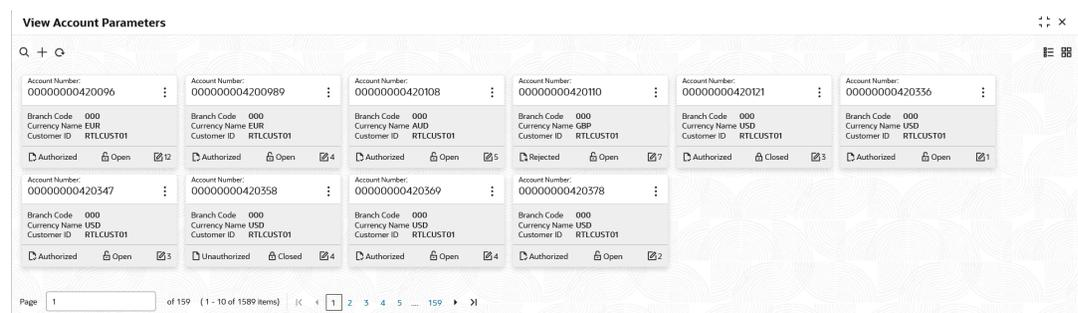 View Account Parameters
Account Number: Account Number: Account Number: Account Number: Account Number: Account Number:
00000000420096 000000004200989 00000000420108 00000000420110 00000000420121 00000000420336
Branch Code 000 Branch Code 000 Branch Code 000 Branch Code 000 Branch Code 000 Branch Code 000
Currency Name EUR Currency Name EUR Currency Name AUD Currency Name GBP Currency Name USD Currency Name USD
Customer ID RTLCUST01 Customer ID RTLCUST01 Customer ID RTLCUST01 Customer ID RTLCUST01 Customer ID RTLCUST01 Customer ID RTLCUST01
Authorized Open 12 Authorized Open 4 Authorized Open 5 Rejected Open 7 Authorized Closed 3 Authorized Open 1
Account Number: Account Number: Account Number: Account Number:
00000000420347 00000000420358 00000000420369 00000000420378
Branch Code 000 Branch Code 000 Branch Code 000 Branch Code 000
Currency Name USD Currency Name USD Currency Name USD Currency Name USD
Customer ID RTLCUST01 Customer ID RTLCUST01 Customer ID RTLCUST01 Customer ID RTLCUST01
Authorized Open 3 Unauthorized Closed 4 Authorized Open 4 Authorized Open 2
Page 1 of 159 (1 - 10 of 1589 items) 1 2 3 4 5 .... 159